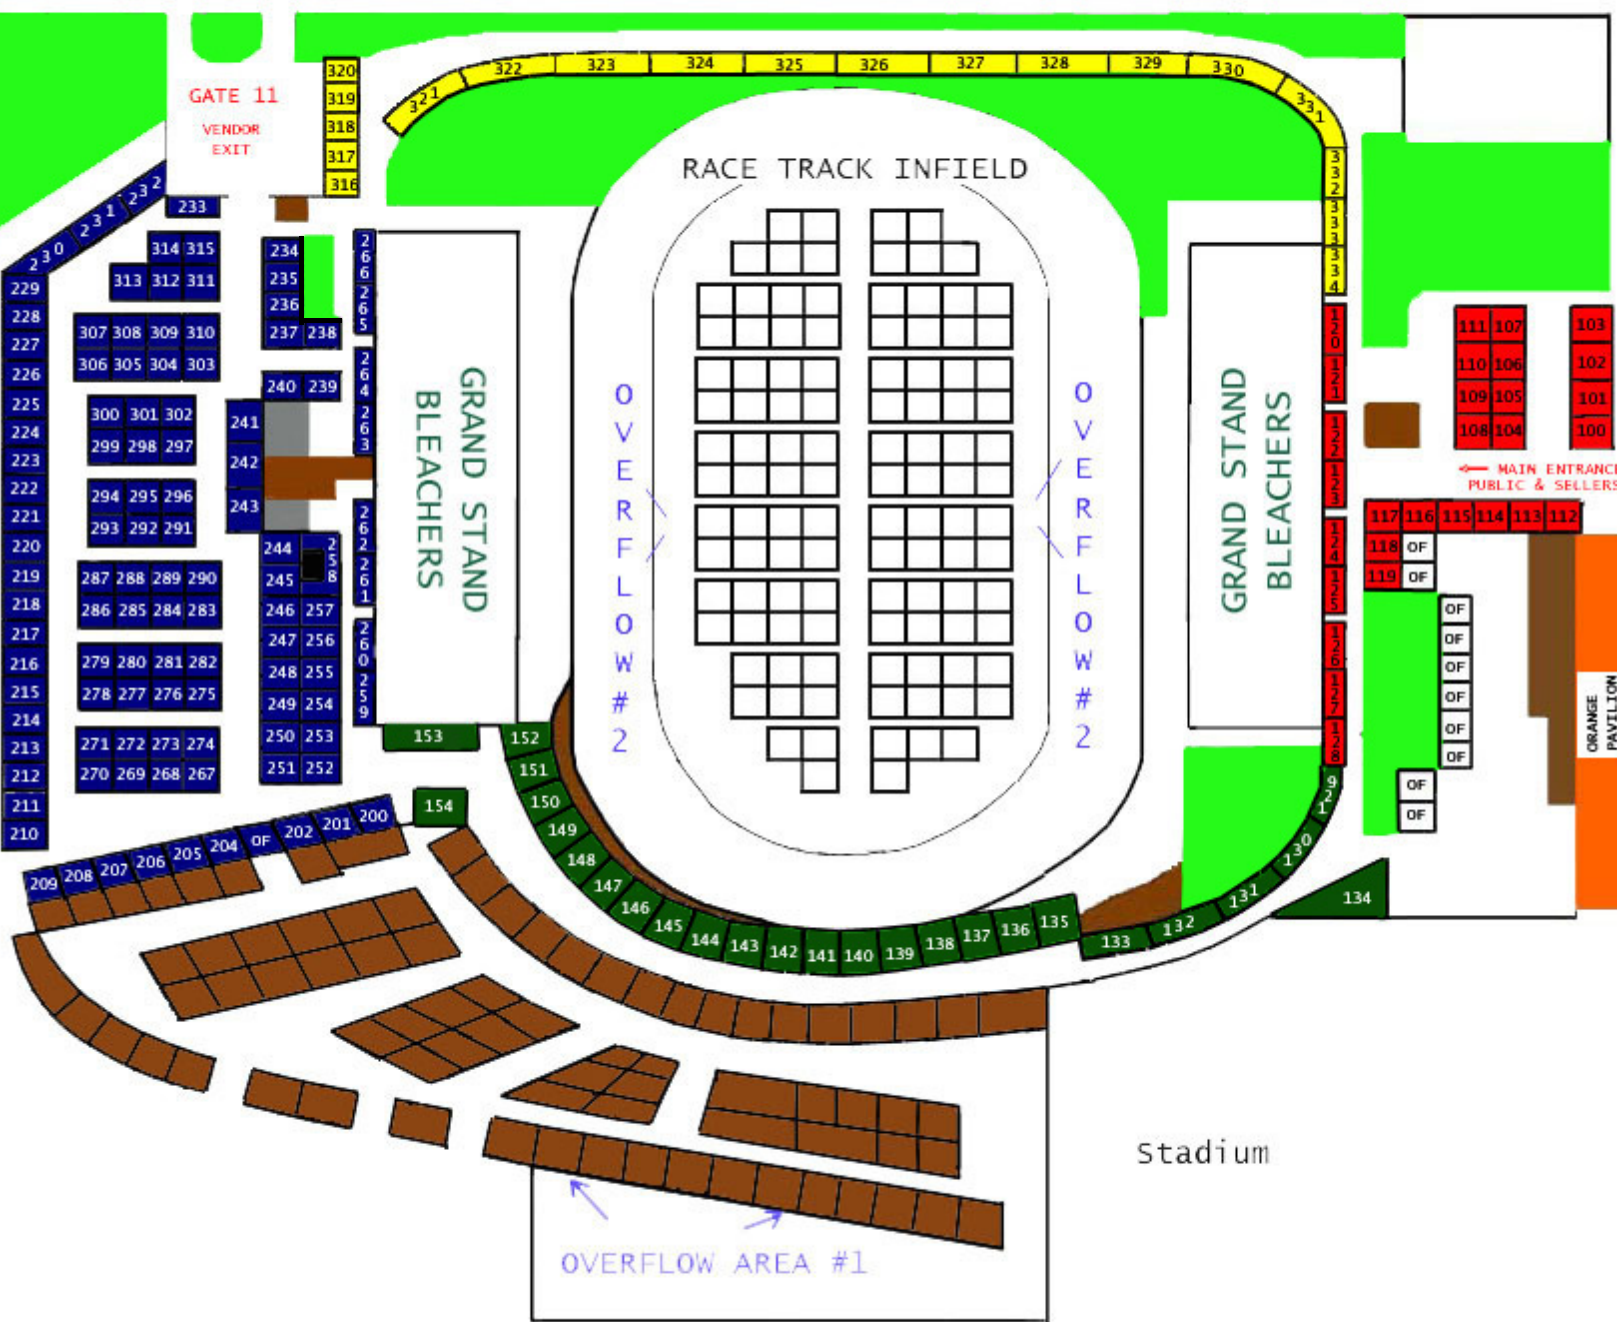 GATE 11
VENDOR
EXIT
320
319
318
317
316
321
322
323
324
325
326
327
328
329
330
331
332
333
334
RACE TRACK INFIELD
232
231
230
233
314 315
313 312 311
307 308 309 310
306 305 304 303
300 301 302
299 298 297
294 295 296
293 292 291
287 288 289 290
286 285 284 283
279 280 281 282
278 277 276 275
271 272 273 274
270 269 268 267
229
228
227
226
225
224
223
222
221
220
219
218
217
216
215
214
213
212
211
210
234
235
236
237 238
240 239
241
242
243
244 258
245
246 257
247 256
248 255
249 254
250 253
251 252
266
265
264
263
262
261
260
259
GRAND STAND
BLEACHERS
OVERFLOW#2
OVERFLOW#2
GRAND STAND
BLEACHERS
120
121
122
123
124
125
126
127
128
111 107
110 106
109 105
108 104
103
102
101
100
MAIN ENTRANCE
PUBLIC & SELLERS
117 116 115 114 113 112
118 OF
119 OF
OF
OF
OF
OF
OF
OF
OF
OF
ORANGE
PAVILION
153
154
152
151
150
149
148
147
146
145
144
143
142
141
140
139
138
137
136
135
133
132
131
130
129
134
209 208 207 206 205 204 OF 202 201 200
Stadium
OVERFLOW AREA #1